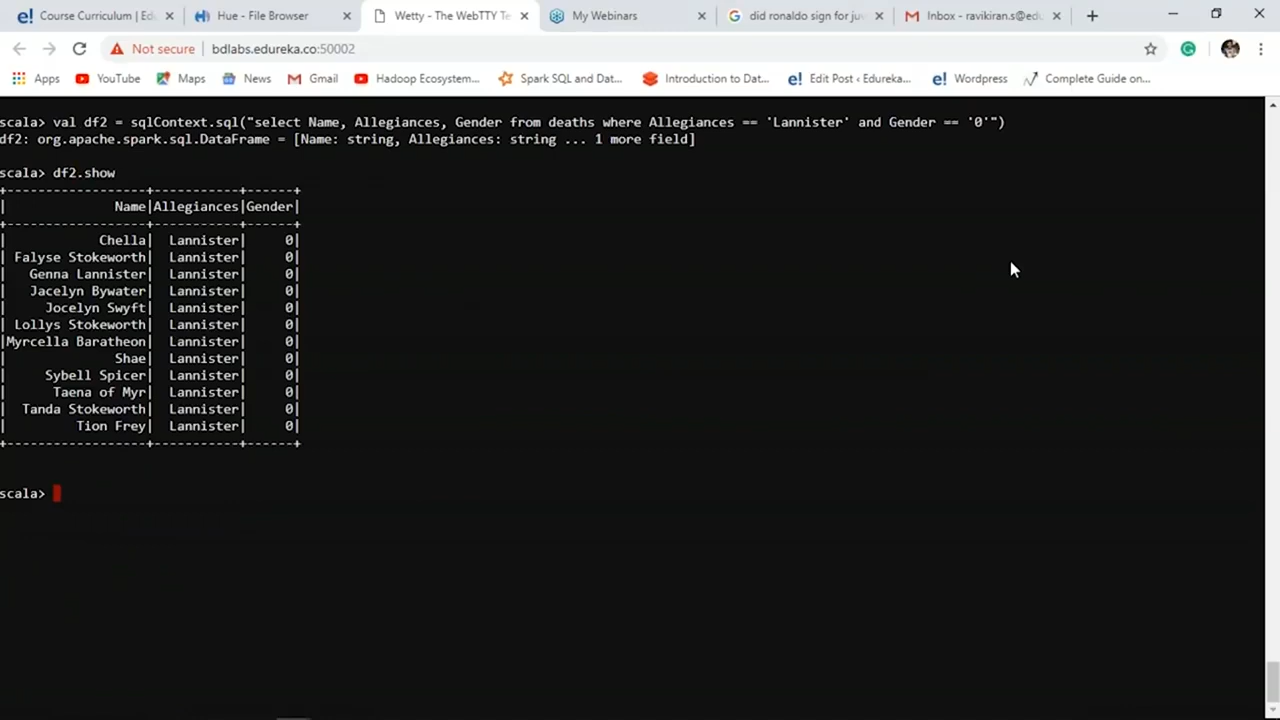 Course Curriculum | Ed
Hue - File Browser
Wetty - The WebTTY Te
My Webinars
did ronaldo sign for ju
Inbox - ravikiran.s@edu
Not secure | bdlabs.edureka.co:50002
Apps
YouTube
Maps
News
Gmail
Hadoop Ecosystem...
Spark SQL and Dat...
Introduction to Dat...
Edit Post ‹ Edureka...
Wordpress
Complete Guide on...
scala> val df2 = sqlContext.sql("select Name, Allegiances, Gender from deaths where Allegiances == 'Lannister' and Gender == '0'")
df2: org.apache.spark.sql.DataFrame = [Name: string, Allegiances: string ... 1 more field]
scala> df2.show
+------------------+-----------+------+
|              Name|Allegiances|Gender|
+------------------+-----------+------+
|            Chella|  Lannister|     0|
| Falyse Stokeworth|  Lannister|     0|
|   Genna Lannister|  Lannister|     0|
|   Jacelyn Bywater|  Lannister|     0|
|     Jocelyn Swyft|  Lannister|     0|
| Lollys Stokeworth|  Lannister|     0|
|Myrcella Baratheon|  Lannister|     0|
|              Shae|  Lannister|     0|
|     Sybell Spicer|  Lannister|     0|
|      Taena of Myr|  Lannister|     0|
|  Tanda Stokeworth|  Lannister|     0|
|         Tion Frey|  Lannister|     0|
+------------------+-----------+------+
scala>